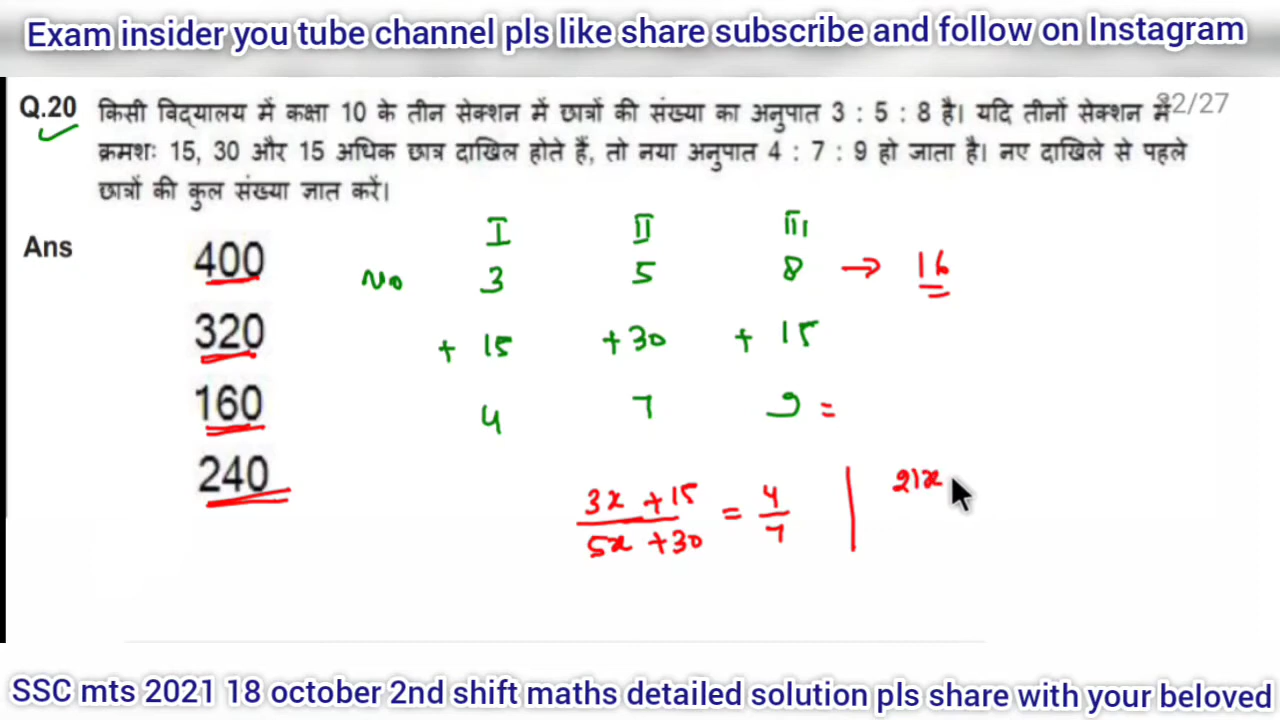 Exam insider you tube channel pls like share subscribe and follow on Instagram
22/27
Q.20 किसी विद्यालय में कक्षा 10 के तीन सेक्शन में छात्रों की संख्या का अनुपात 3 : 5 : 8 है। यदि तीनों सेक्शन में
क्रमशः 15, 30 और 15 अधिक छात्र दाखिल होते हैं, तो नया अनुपात 4 : 7 : 9 हो जाता है। नए दाखिले से पहले
छात्रों की कुल संख्या ज्ञात करें।
I II III
Ans
400
No 3 5 8 → 16
320
+ 15 +30 + 15
160
4 7 9 =
240
3x +15 / 5x +30 = 4/7 | 21x
SSC mts 2021 18 october 2nd shift maths detailed solution pls share with your beloved